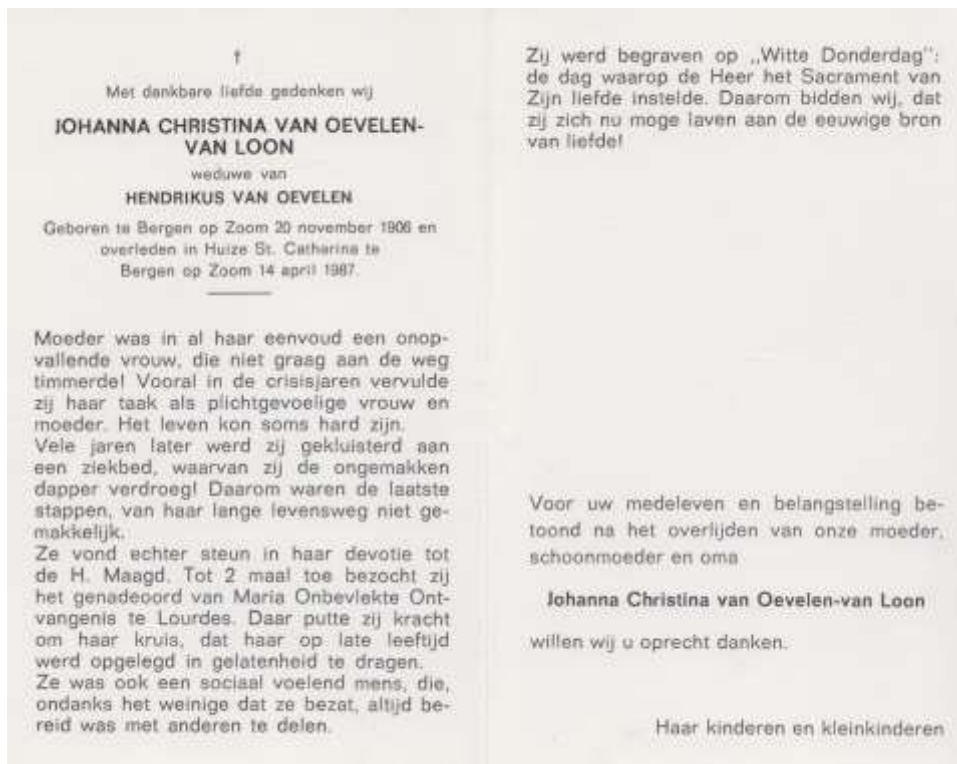 †
Met dankbare liefde gedenken wij
JOHANNA CHRISTINA VAN OEVELEN-
VAN LOON
weduwe van
HENDRIKUS VAN OEVELEN
Geboren te Bergen op Zoom 20 november 1906 en
overleden in Huize St. Catharina te
Bergen op Zoom 14 april 1987.
Moeder was in al haar eenvoud een onop-
vallende vrouw, die niet graag aan de weg
timmerde! Vooral in de crisisjaren vervulde
zij haar taak als plichtgevoelige vrouw en
moeder. Het leven kon soms hard zijn.
Vele jaren later werd zij gekluisterd aan
een ziekbed, waarvan zij de ongemakken
dapper verdroeg! Daarom waren de laatste
stappen, van haar lange levensweg niet ge-
makkelijk.
Ze vond echter steun in haar devotie tot
de H. Maagd. Tot 2 maal toe bezocht zij
het genadeoord van Maria Onbevlekte Ont-
vangenis te Lourdes. Daar putte zij kracht
om haar kruis, dat haar op late leeftijd
werd opgelegd in gelatenheid te dragen.
Ze was ook een sociaal voelend mens, die,
ondanks het weinige dat ze bezat, altijd be-
reid was met anderen te delen.
Zij werd begraven op „Witte Donderdag":
de dag waarop de Heer het Sacrament van
Zijn liefde instelde. Daarom bidden wij, dat
zij zich nu moge laven aan de eeuwige bron
van liefde!
Voor uw medeleven en belangstelling be-
toond na het overlijden van onze moeder,
schoonmoeder en oma
Johanna Christina van Oevelen-van Loon
willen wij u oprecht danken.
Haar kinderen en kleinkinderen